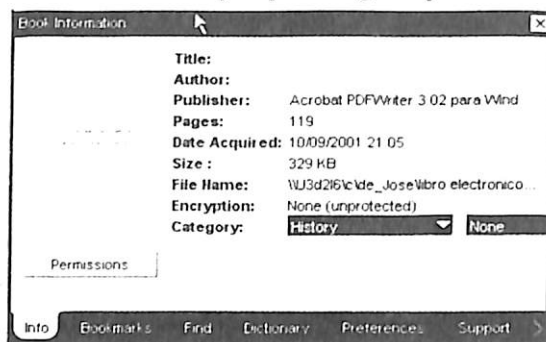 Book Information
Title:
Author:
Publisher: Acrobat PDFWriter 3.02 para Wind
Pages: 119
Date Acquired: 10/09/2001 21:05
Size : 329 KB
File Name: \\U3d2l6\c\de_Jose\libro electronico...
Encryption: None (unprotected)
Category: History None
Permissions
Info Bookmarks Find Dictionary Preferences Support